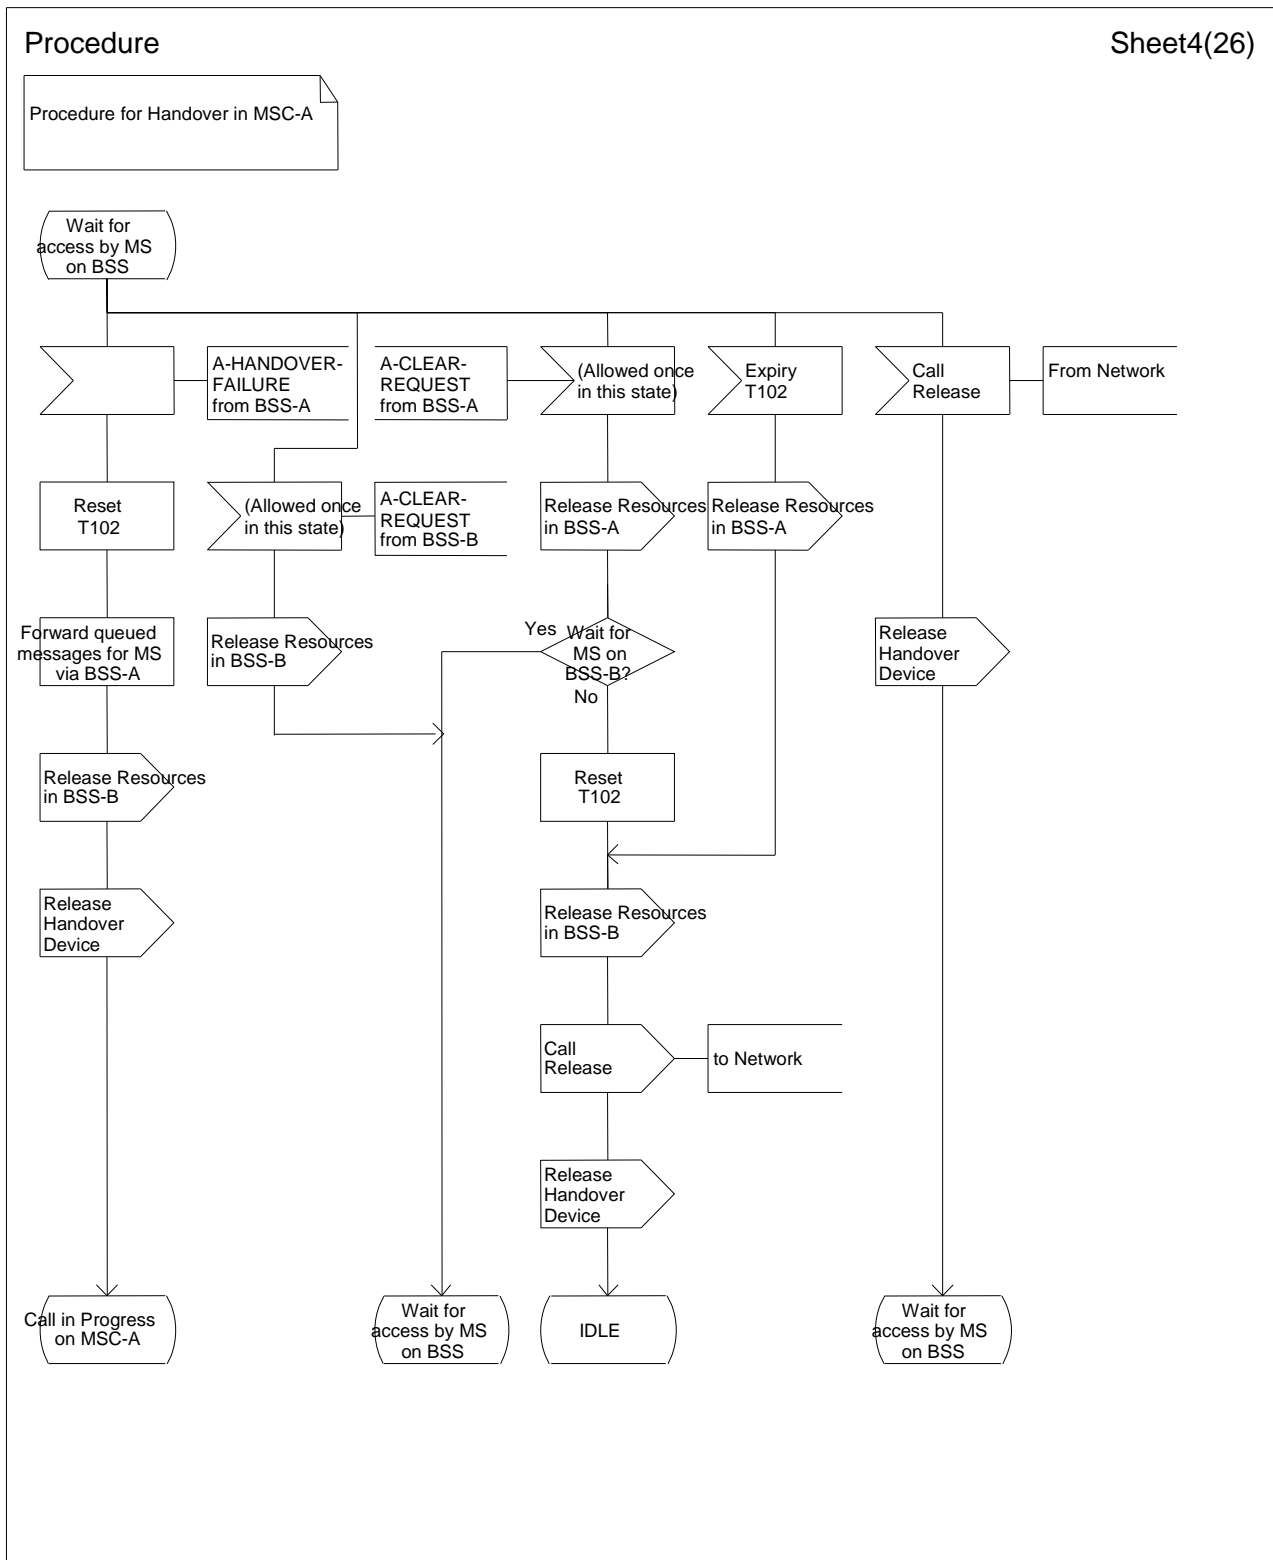 Procedure
Sheet4(26)
Procedure for Handover in MSC-A
Wait for
access by MS
on BSS
A-HANDOVER-
FAILURE
from BSS-A
A-CLEAR-
REQUEST
from BSS-A
(Allowed once
in this state)
Expiry
T102
Call
Release
From Network
Reset
T102
(Allowed once
in this state)
A-CLEAR-
REQUEST
from BSS-B
Release Resources
in BSS-A
Release Resources
in BSS-A
Forward queued
messages for MS
via BSS-A
Release Resources
in BSS-B
Yes
Wait for
MS on
BSS-B?
No
Release
Handover
Device
Release Resources
in BSS-B
Reset
T102
Release
Handover
Device
Release Resources
in BSS-B
Call
Release
to Network
Release
Handover
Device
Call in Progress
on MSC-A
Wait for
access by MS
on BSS
IDLE
Wait for
access by MS
on BSS